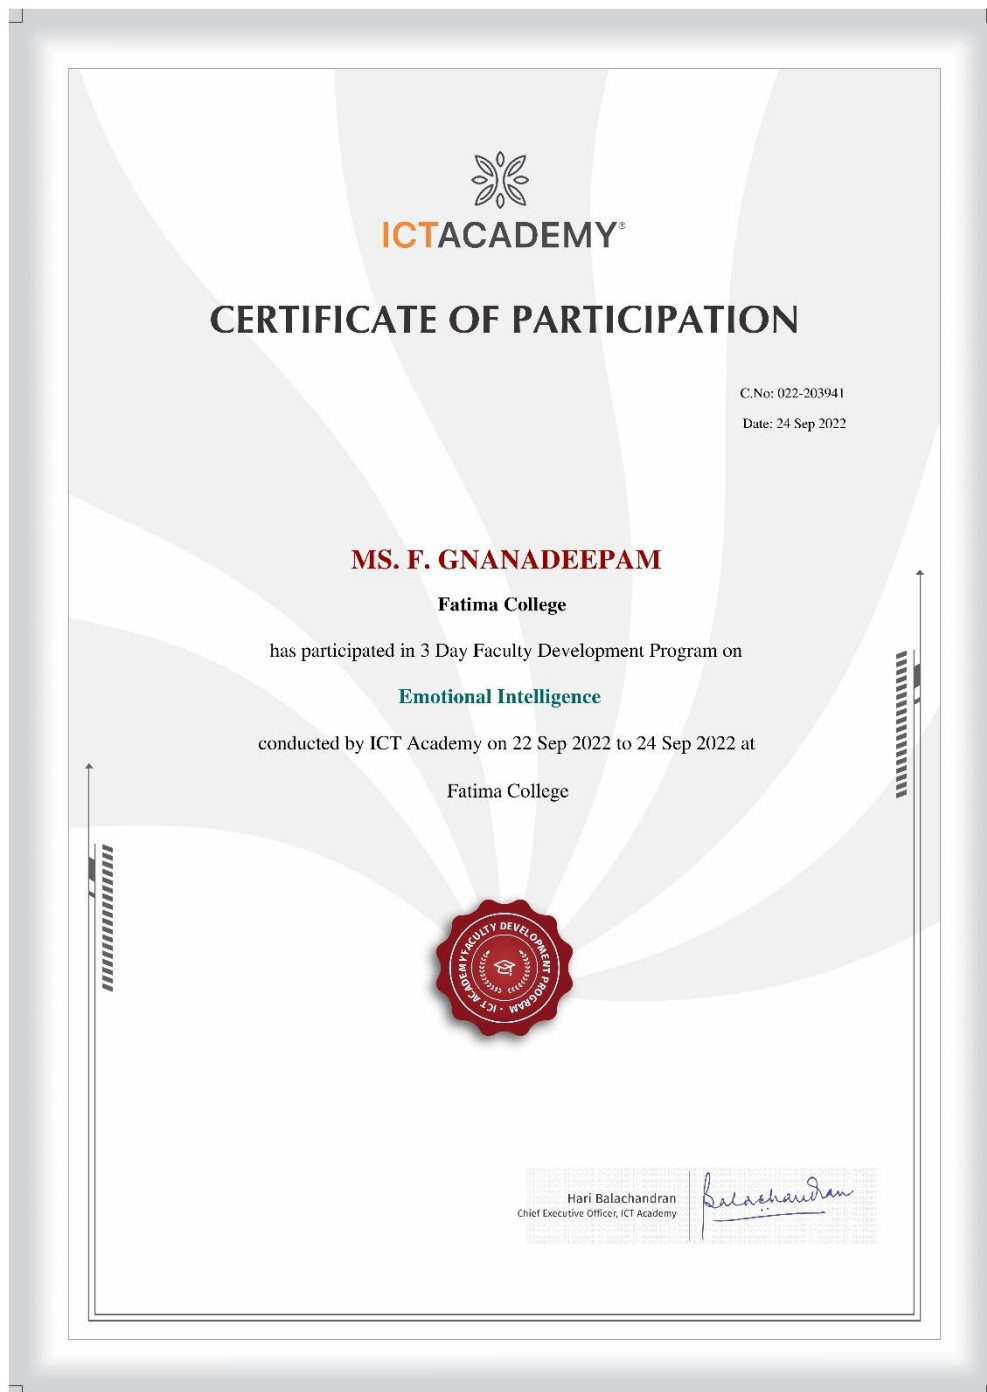 ICTACADEMY®
CERTIFICATE OF PARTICIPATION
C.No: 022-203941
Date: 24 Sep 2022
MS. F. GNANADEEPAM
Fatima College
has participated in 3 Day Faculty Development Program on
Emotional Intelligence
conducted by ICT Academy on 22 Sep 2022 to 24 Sep 2022 at
Fatima College
FACULTY DEVELOPMENT PROGRAM - ICT ACADEMY
Hari Balachandran
Chief Executive Officer, ICT Academy
Balachandran